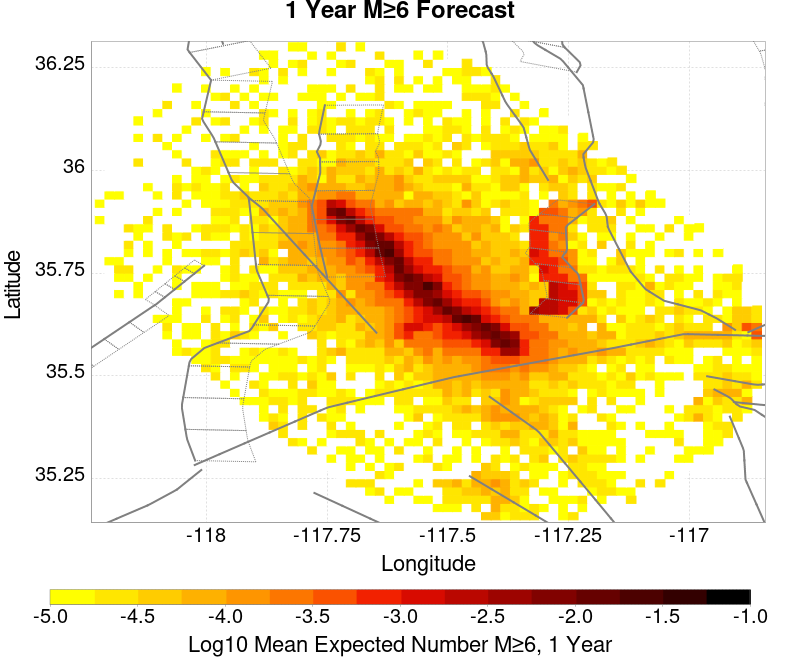 1 Year M≥6 Forecast
36.25
36
35.75
35.5
35.25
Latitude
-118 -117.75 -117.5 -117.25 -117
Longitude
-5.0 -4.5 -4.0 -3.5 -3.0 -2.5 -2.0 -1.5 -1.0
Log10 Mean Expected Number M≥6, 1 Year